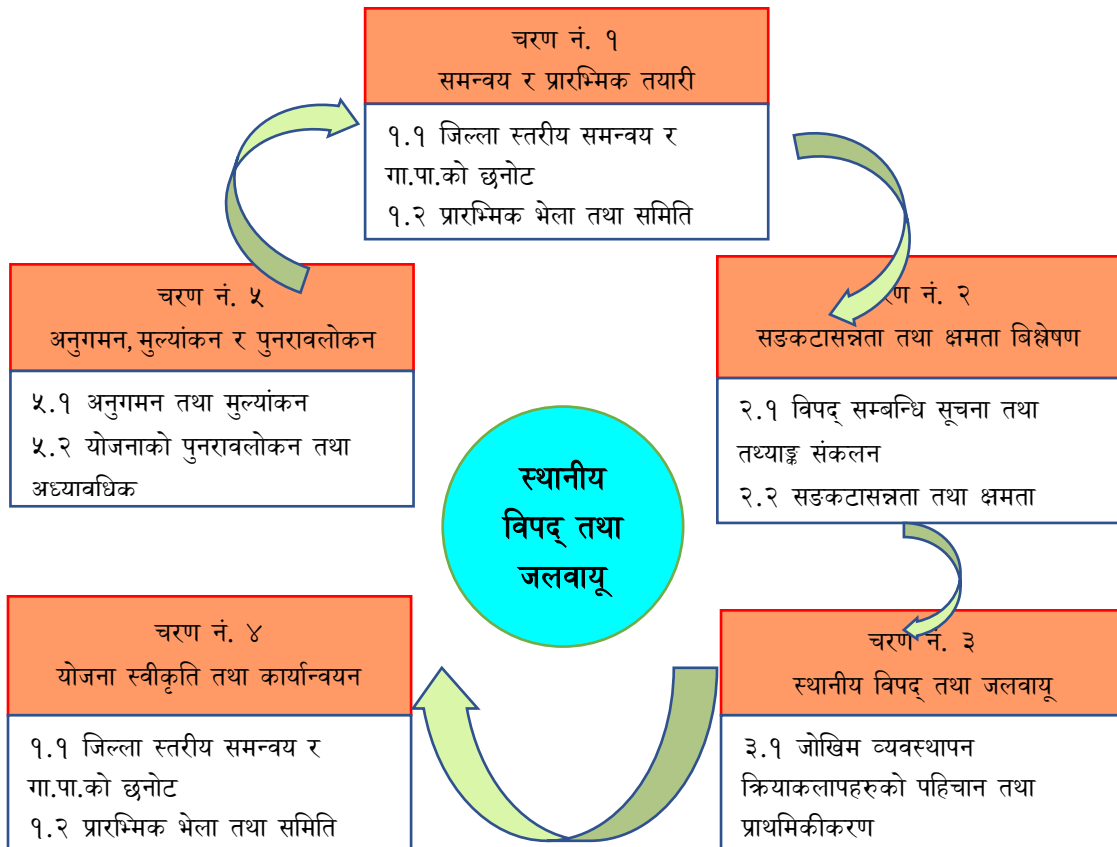 चरण नं. १
समन्वय र प्रारम्भिक तयारी
१.१ जिल्ला स्तरीय समन्वय र
गा.पा.को छनोट
१.२ प्रारम्भिक भेला तथा समिति
नं. २
सङकटासन्नता तथा क्षमता बिश्लेषण
२.१ विपद् सम्बन्धि सूचना तथा
तथ्याङ्क संकलन
२.२ सङकटासन्नता तथा क्षमता
चरण नं. ३
स्थानीय विपद् तथा जलवायू
३.१ जोखिम व्यवस्थापन
क्रियाकलापहरुको पहिचान तथा
प्राथमिकीकरण
चरण नं. ४
योजना स्वीकृति तथा कार्यान्वयन
१.१ जिल्ला स्तरीय समन्वय र
गा.पा.को छनोट
१.२ प्रारम्भिक भेला तथा समिति
चरण नं. ५
अनुगमन, मुल्यांकन र पुनरावलोकन
५.१ अनुगमन तथा मुल्यांकन
५.२ योजनाको पुनरावलोकन तथा
अध्यावधिक
स्थानीय
विपद् तथा
जलवायू